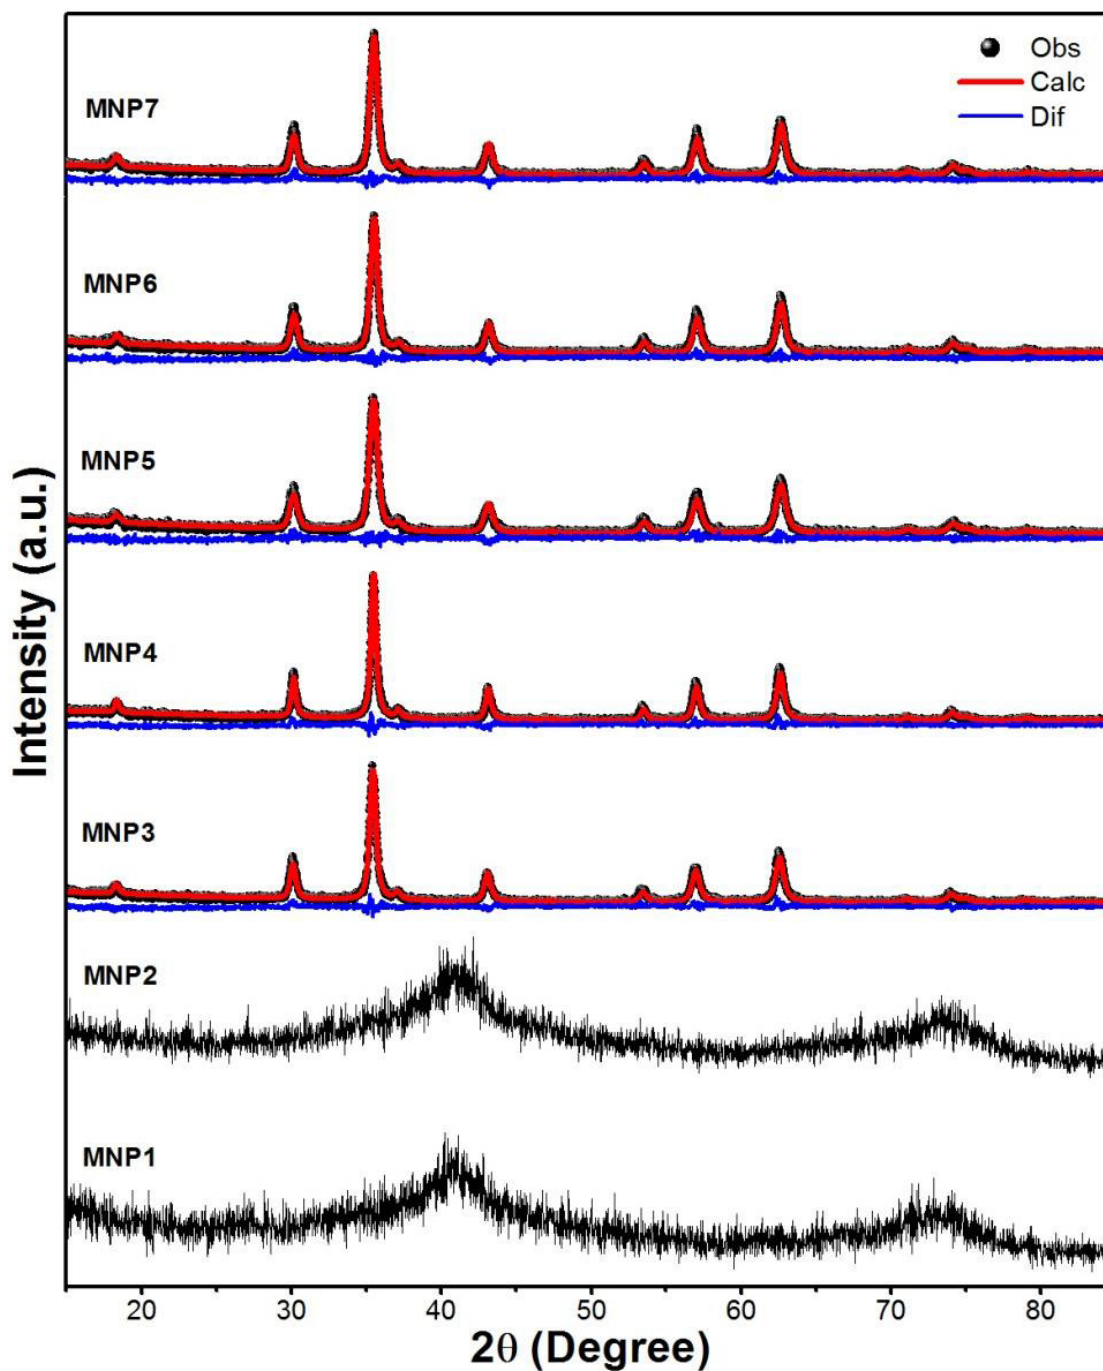 Obs
Calc
Dif
MNP7
MNP6
MNP5
MNP4
MNP3
MNP2
MNP1
Intensity (a.u.)
20 30 40 50 60 70 80
2θ (Degree)